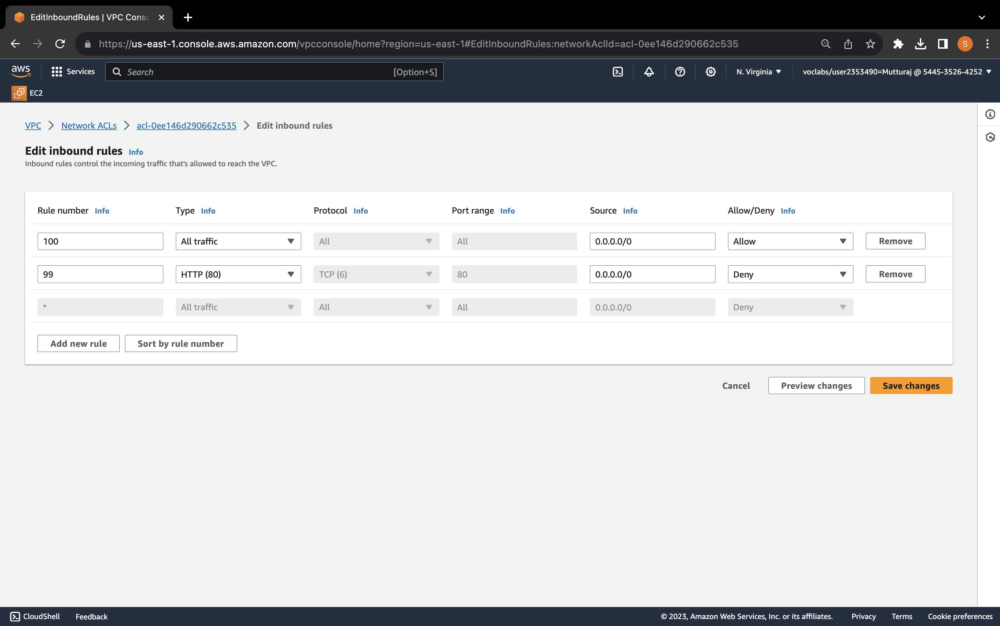 EditInboundRules | VPC Conso
https://us-east-1.console.aws.amazon.com/vpcconsole/home?region=us-east-1#EditInboundRules:networkAclId=acl-0ee146d290662c535
S
aws
Services
Search
[Option+S]
N. Virginia
voclabs/user2353490=Mutturaj @ 5445-3526-4252
EC2
VPC > Network ACLs > acl-0ee146d290662c535 > Edit inbound rules
Edit inbound rules Info
Inbound rules control the incoming traffic that's allowed to reach the VPC.
Rule number Info Type Info Protocol Info Port range Info Source Info Allow/Deny Info
100 All traffic All All 0.0.0.0/0 Allow Remove
99 HTTP (80) TCP (6) 80 0.0.0.0/0 Deny Remove
* All traffic All All 0.0.0.0/0 Deny
Add new rule Sort by rule number
Cancel Preview changes Save changes
CloudShell Feedback © 2023, Amazon Web Services, Inc. or its affiliates. Privacy Terms Cookie preferences